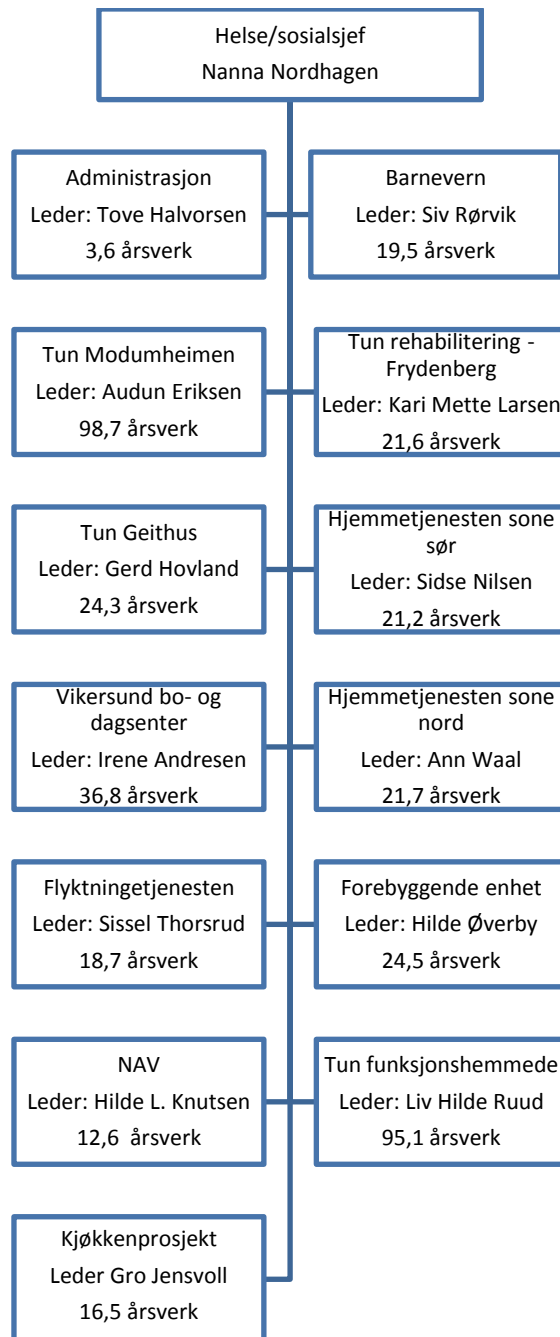 Helse/sosialsjef
Nanna Nordhagen
Administrasjon
Leder: Tove Halvorsen
3,6 årsverk
Barnevern
Leder: Siv Rørvik
19,5 årsverk
Tun Modumheimen
Leder: Audun Eriksen
98,7 årsverk
Tun rehabilitering -
Frydenberg
Leder: Kari Mette Larsen
21,6 årsverk
Tun Geithus
Leder: Gerd Hovland
24,3 årsverk
Hjemmetjenesten sone
sør
Leder: Sidse Nilsen
21,2 årsverk
Vikersund bo- og
dagsenter
Leder: Irene Andresen
36,8 årsverk
Hjemmetjenesten sone
nord
Leder: Ann Waal
21,7 årsverk
Flyktningetjenesten
Leder: Sissel Thorsrud
18,7 årsverk
Forebyggende enhet
Leder: Hilde Øverby
24,5 årsverk
NAV
Leder: Hilde L. Knutsen
12,6 årsverk
Tun funksjonshemmede
Leder: Liv Hilde Ruud
95,1 årsverk
Kjøkkenprosjekt
Leder Gro Jensvoll
16,5 årsverk